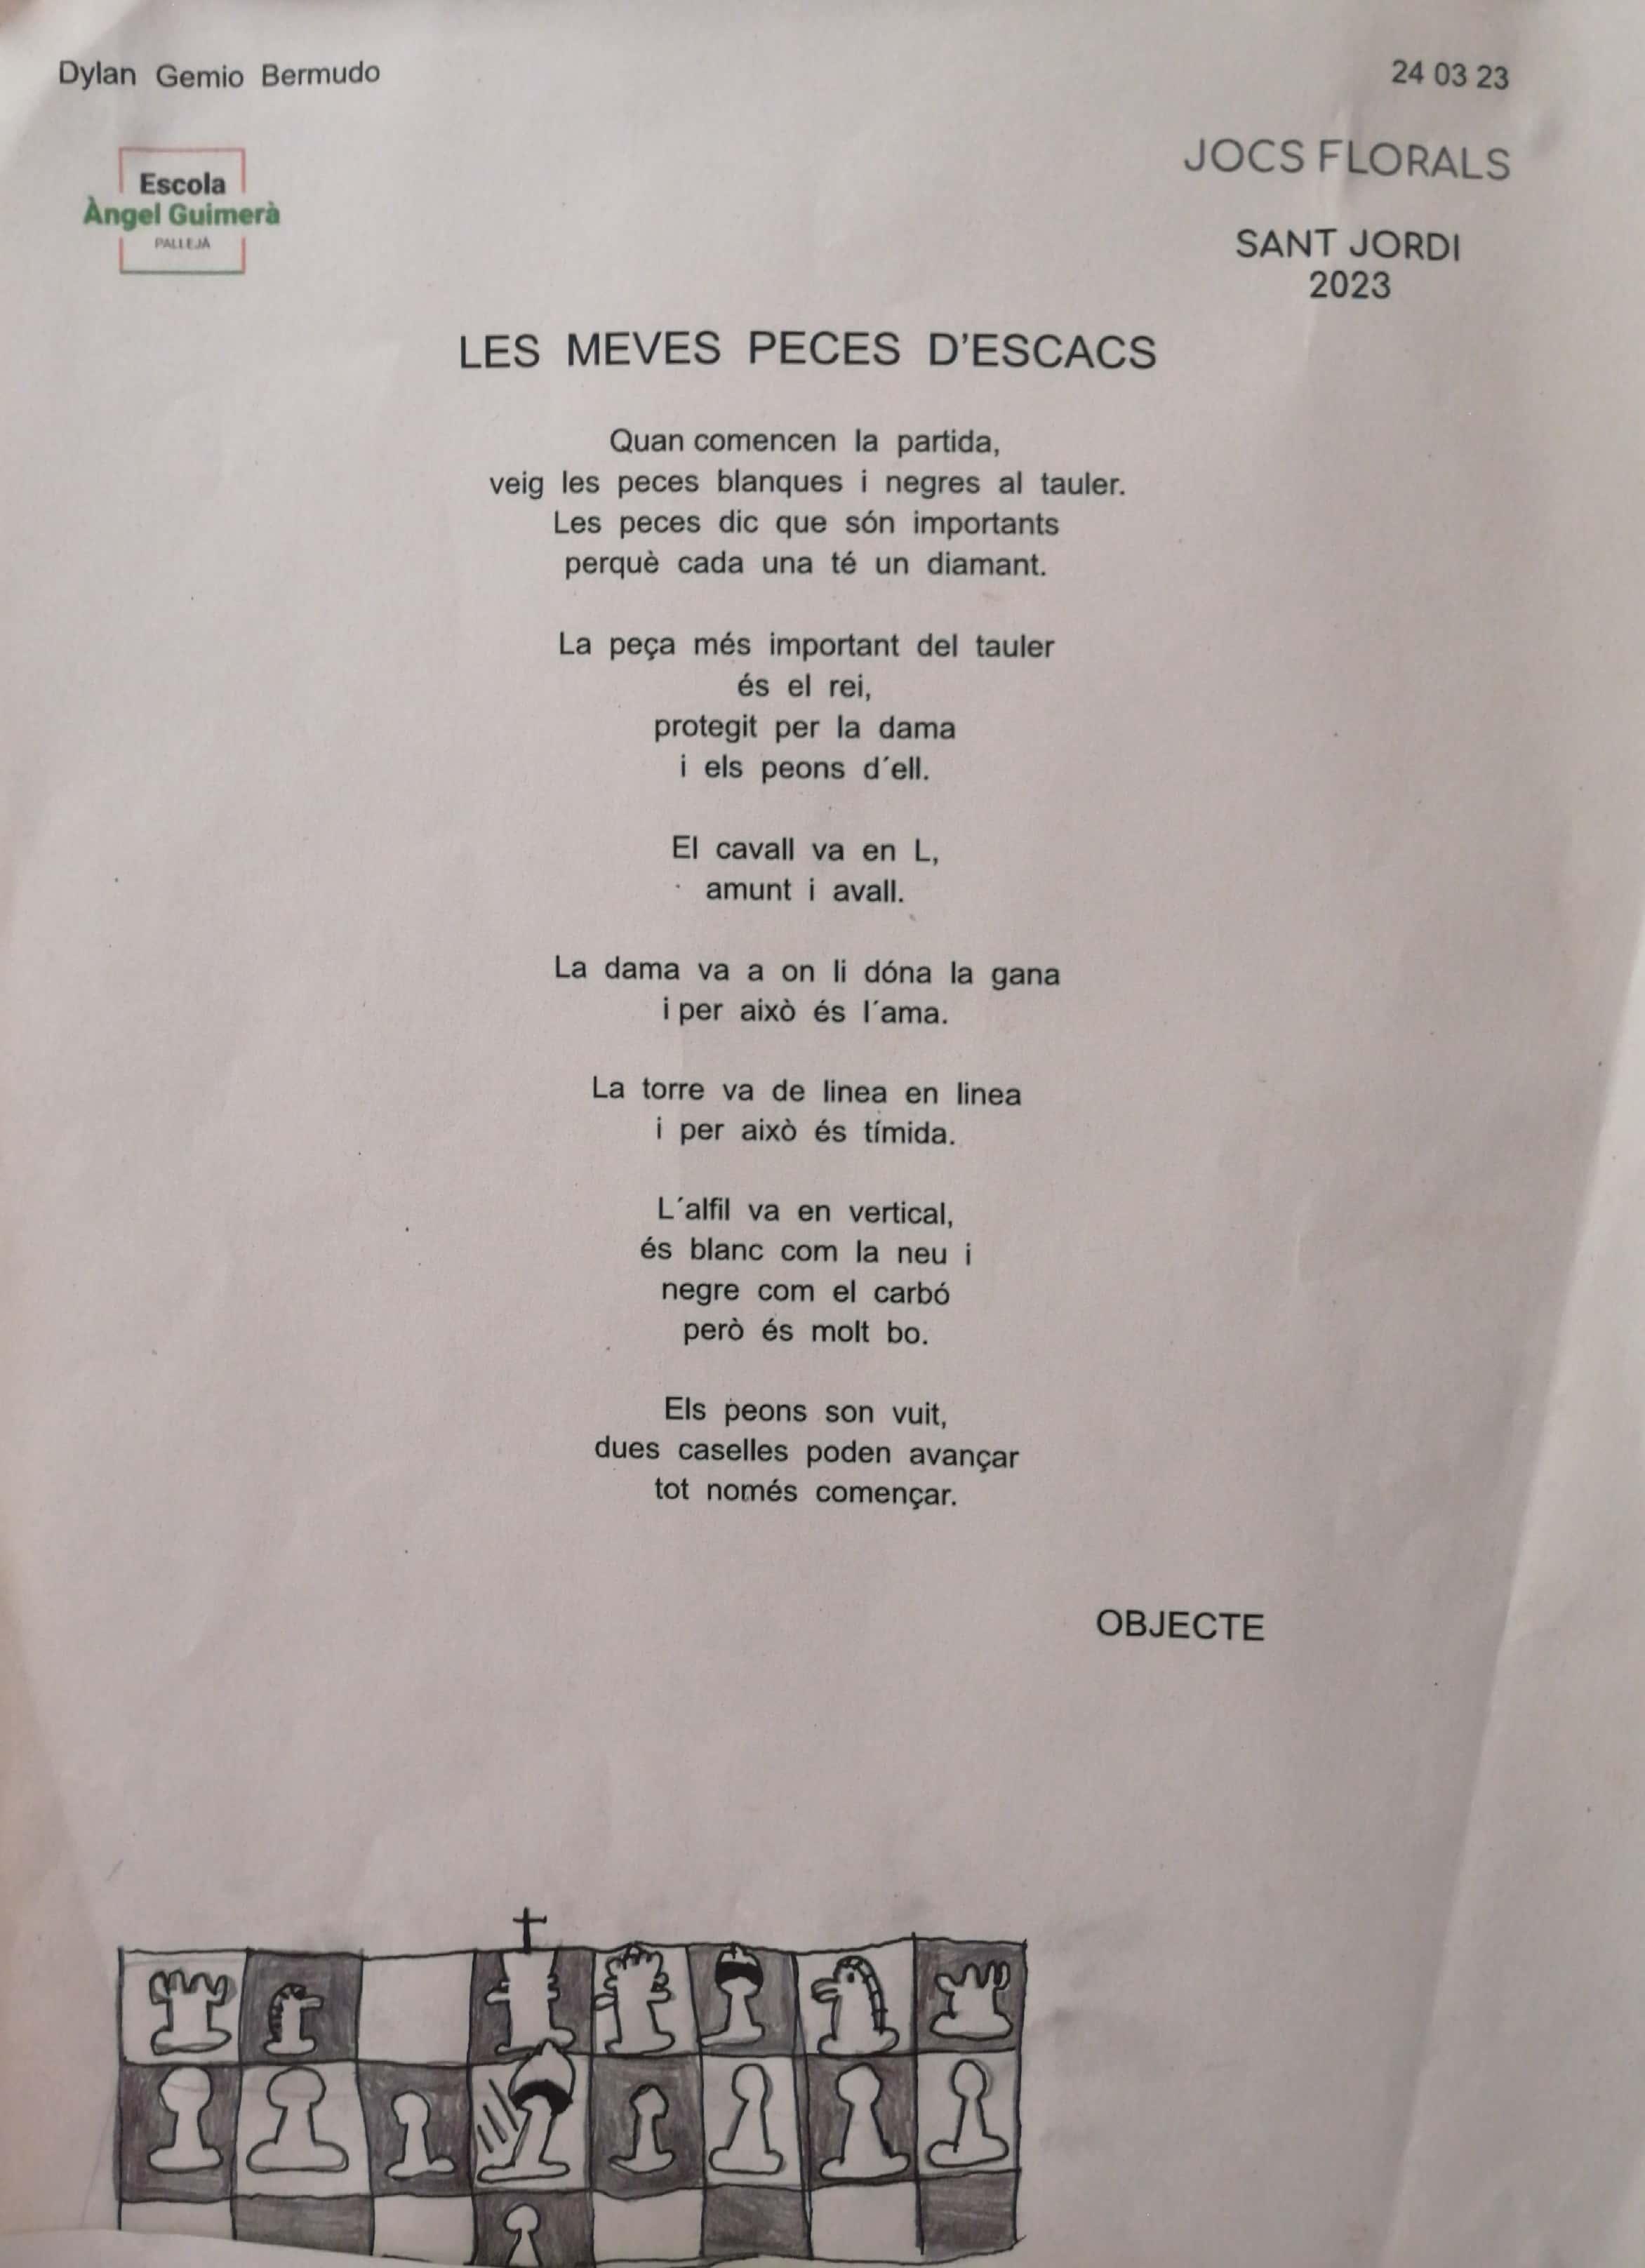 Dylan Gemio Bermudo
24 03 23
Escola
Àngel Guimerà
PALLEJÀ
JOCS FLORALS
SANT JORDI
2023
LES MEVES PECES D'ESCACS
Quan comencen la partida,
veig les peces blanques i negres al tauler.
Les peces dic que són importants
perquè cada una té un diamant.
La peça més important del tauler
és el rei,
protegit per la dama
i els peons d´ell.
El cavall va en L,
amunt i avall.
La dama va a on li dóna la gana
i per això és l´ama.
La torre va de linea en linea
i per això és tímida.
L´alfil va en vertical,
és blanc com la neu i
negre com el carbó
però és molt bo.
Els peons son vuit,
dues caselles poden avançar
tot només començar.
OBJECTE